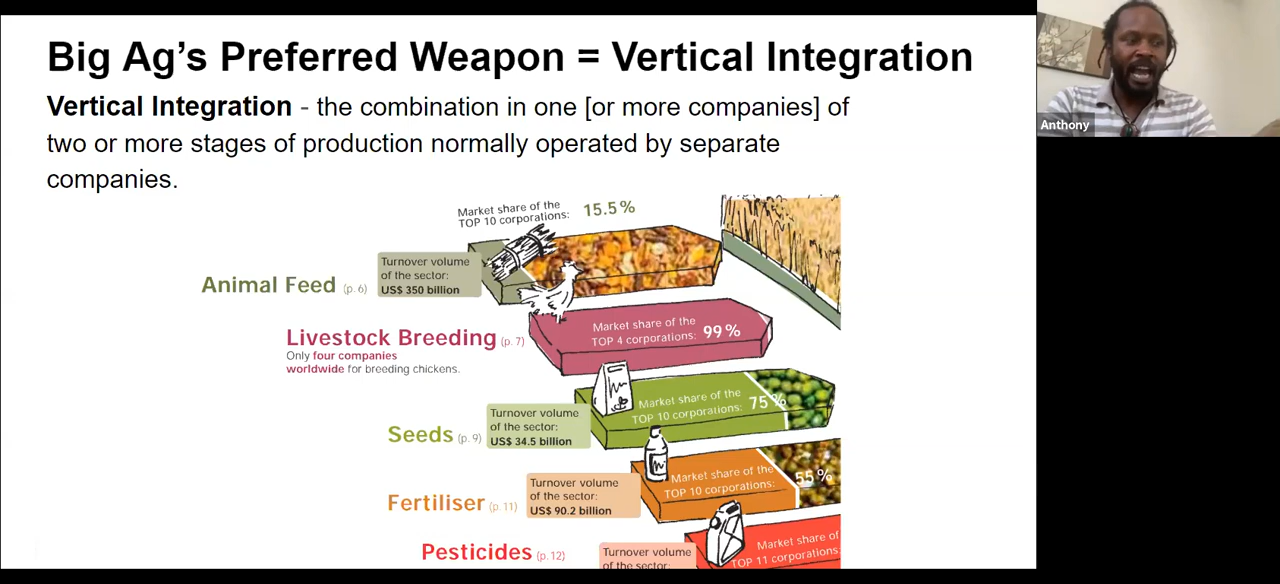 Big Ag’s Preferred Weapon = Vertical Integration
Vertical Integration - the combination in one [or more companies] of
two or more stages of production normally operated by separate
companies.
Anthony
Market share of the
TOP 10 corporations: 15.5%
Animal Feed (p. 6)
Turnover volume
of the sector:
US$ 350 billion
Livestock Breeding (p. 7)
Only four companies
worldwide for breeding chickens.
Market share of the
TOP 4 corporations: 99%
Seeds (p. 9)
Turnover volume
of the sector:
US$ 34.5 billion
Market share of the
TOP 10 corporations: 75%
Fertiliser (p. 11)
Turnover volume
of the sector:
US$ 90.2 billion
Market share of the
TOP 10 corporations: 55%
Pesticides (p. 12)
Turnover volume
of the sector:
Market share of
TOP 11 corporations: